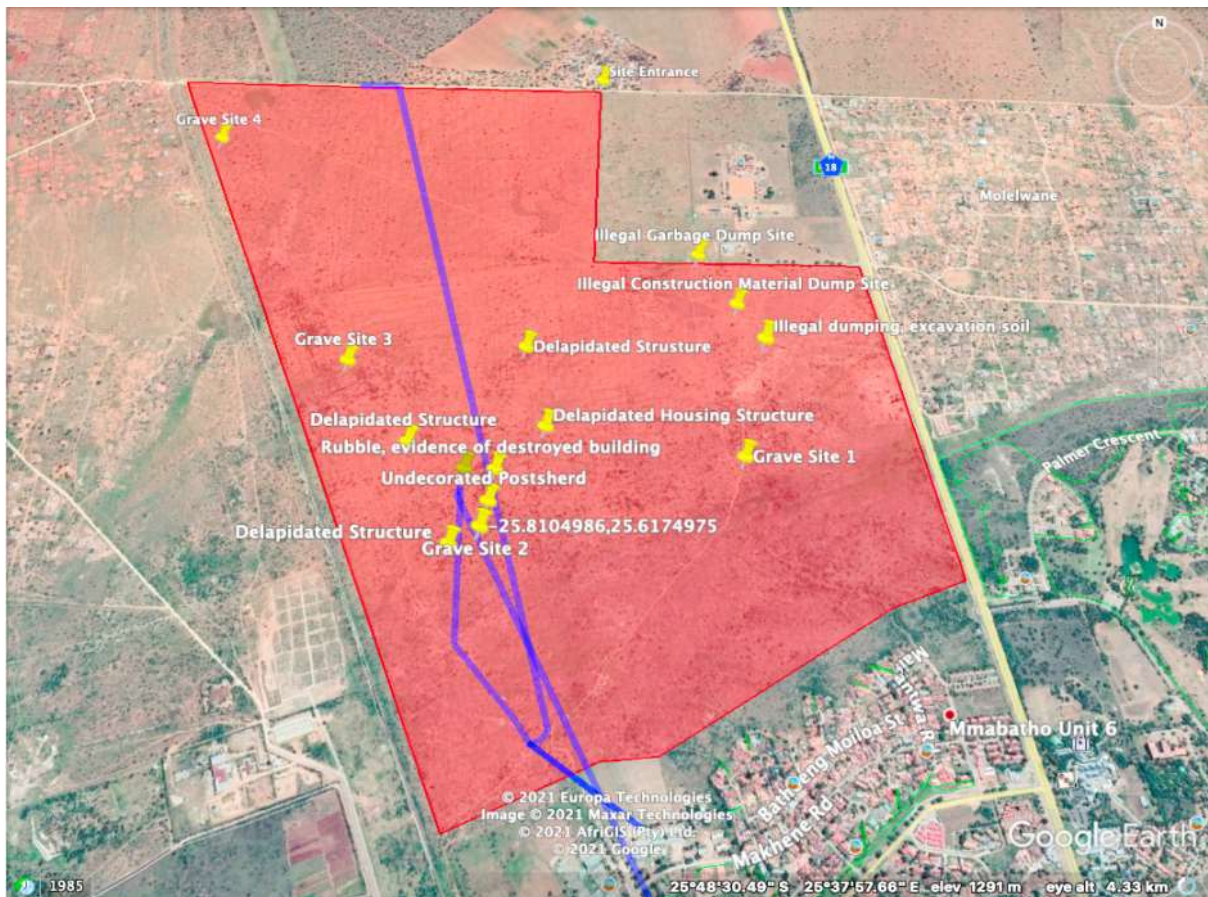 N
Site Entrance
Grave Site 4
18
Molelwane
Illegal Garbage Dump Site
Illegal Construction Material Dump Site
Illegal dumping, excavation soil
Grave Site 3
Delapidated Strusture
Delapidated Structure
Delapidated Housing Structure
Rubble, evidence of destroyed building
Grave Site 1
Palmer Crescent
Undecorated Postsherd
-25.8104986,25.6174975
Delapidated Structure
Grave Site 2
Mmabatho Unit 6
Bathoeng Moiloa St
Makhene Rd
© 2021 Europa Technologies
Image © 2021 Maxar Technologies
© 2021 AfriGIS (Pty) Ltd.
© 2021 Google
Google Earth
1985
25°48'30.49" S 25°37'57.66" E elev 1291 m eye alt 4.33 km